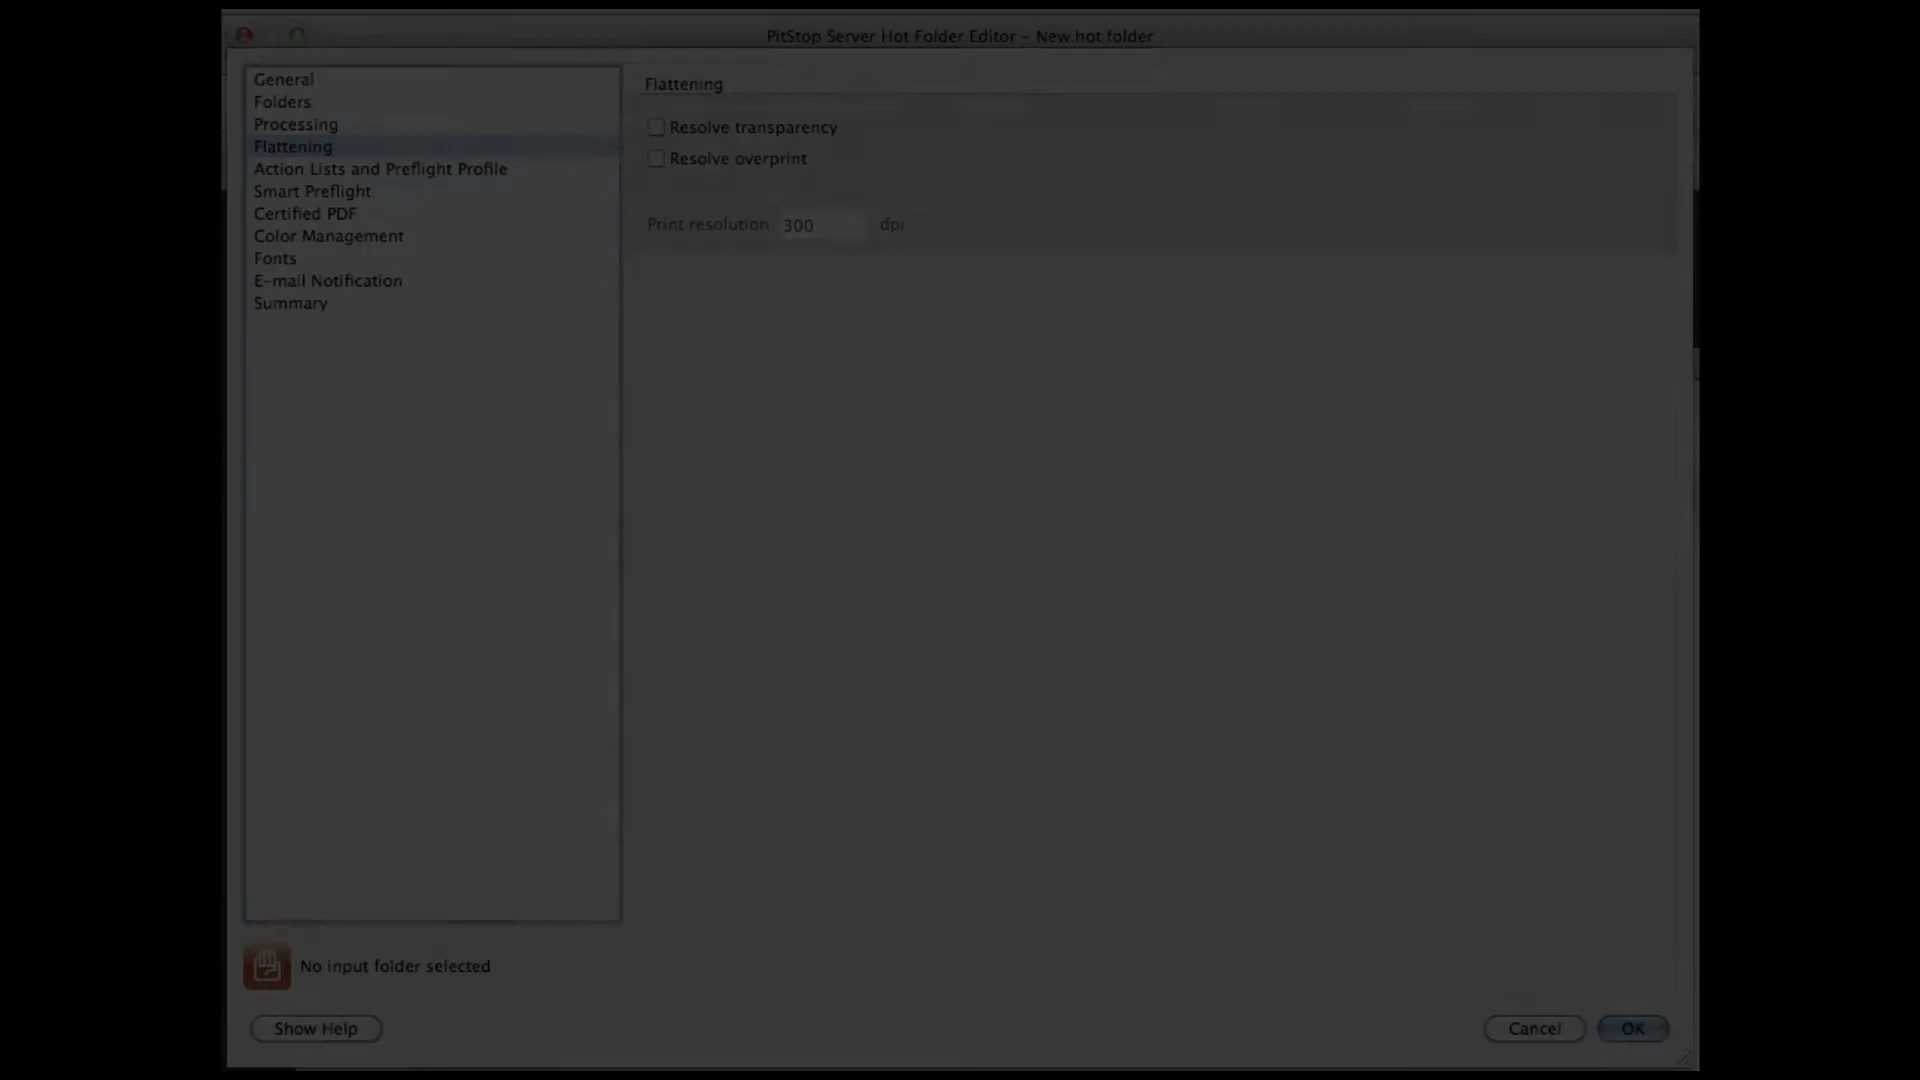 PitStop Server Hot Folder Editor - New hot folder
General
Folders
Processing
Flattening
Action Lists and Preflight Profile
Smart Preflight
Certified PDF
Color Management
Fonts
E-mail Notification
Summary
Flattening
Resolve transparency
Resolve overprint
Print resolution 300 dpi
No input folder selected
Show Help
Cancel
OK